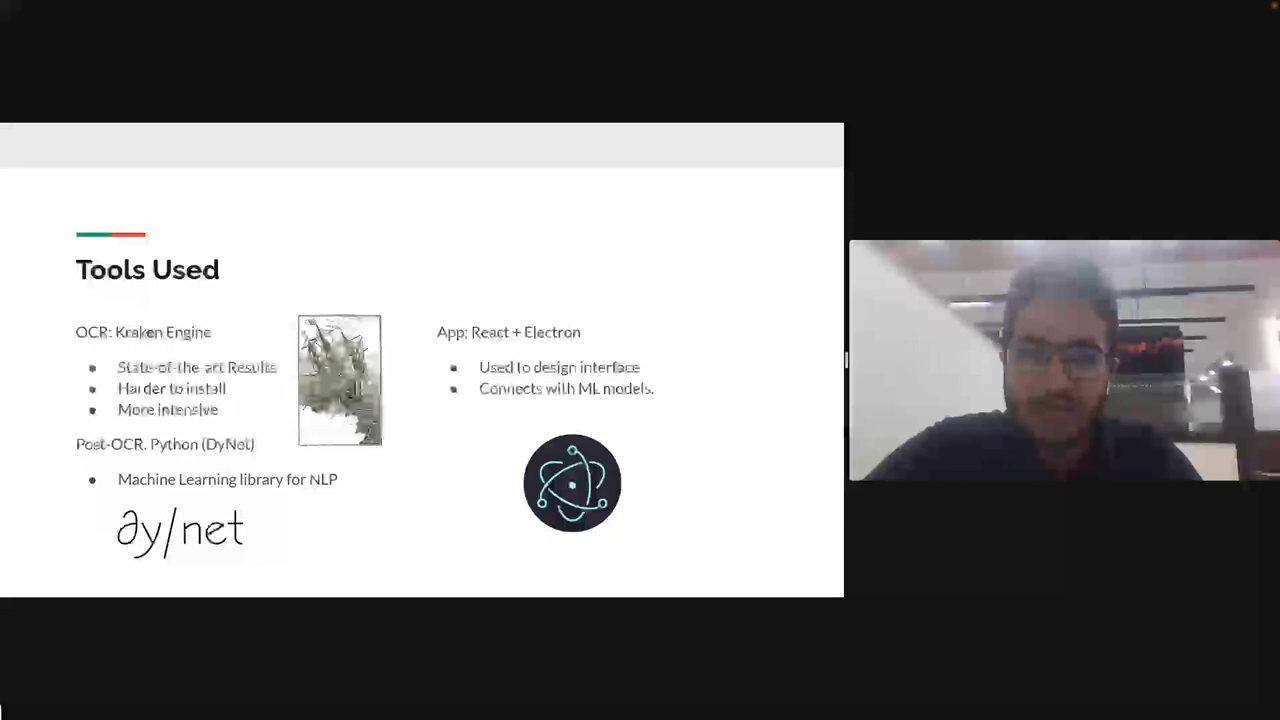 Tools Used
OCR: Kraken Engine
State-of-the art Results
Harder to install
More intensive
Post-OCR. Python (DyNet)
Machine Learning library for NLP
∂y/net
App: React + Electron
Used to design interface
Connects with ML models.